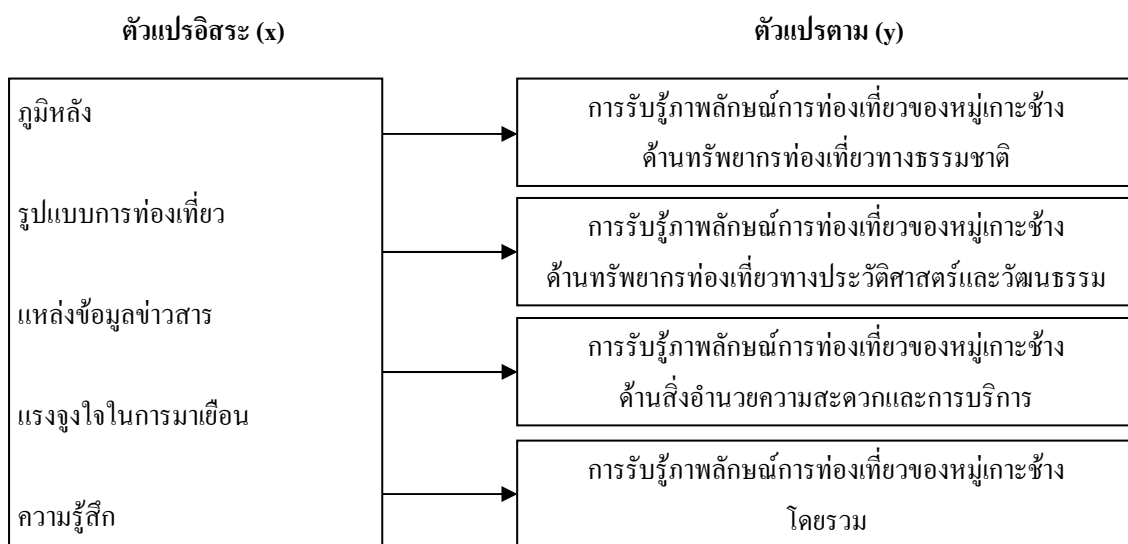 ตัวแปรอิสระ (x)
ตัวแปรตาม (y)
ภูมิหลัง
รูปแบบการท่องเที่ยว
แหล่งข้อมูลข่าวสาร
แรงจูงใจในการมาเยือน
ความรู้สึก
การรับรู้ภาพลักษณ์การท่องเที่ยวของหมู่เกาะช้าง
ด้านทรัพยากรท่องเที่ยวทางธรรมชาติ
การรับรู้ภาพลักษณ์การท่องเที่ยวของหมู่เกาะช้าง
ด้านทรัพยากรท่องเที่ยวทางประวัติศาสตร์และวัฒนธรรม
การรับรู้ภาพลักษณ์การท่องเที่ยวของหมู่เกาะช้าง
ด้านสิ่งอำนวยความสะดวกและการบริการ
การรับรู้ภาพลักษณ์การท่องเที่ยวของหมู่เกาะช้าง
โดยรวม